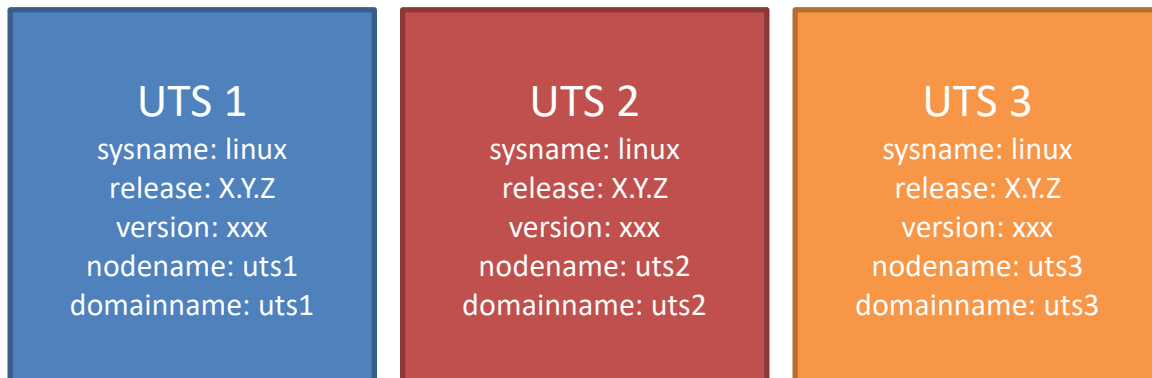 UTS 1
sysname: linux
release: X.Y.Z
version: xxx
nodename: uts1
domainname: uts1
UTS 2
sysname: linux
release: X.Y.Z
version: xxx
nodename: uts2
domainname: uts2
UTS 3
sysname: linux
release: X.Y.Z
version: xxx
nodename: uts3
domainname: uts3